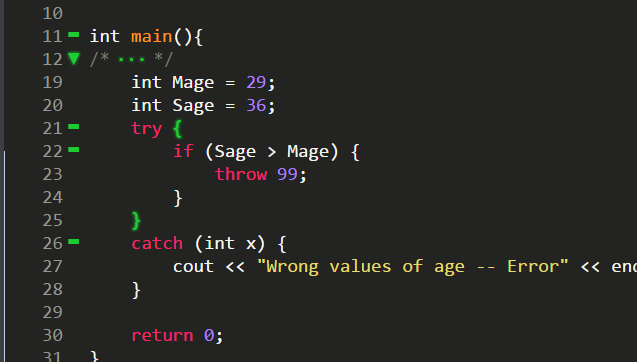 10
11 int main(){
12 /* ... */
19 int Mage = 29;
20 int Sage = 36;
21 try {
22 if (Sage > Mage) {
23 throw 99;
24 }
25 }
26 catch (int x) {
27 cout << "Wrong values of age -- Error" <<
28 }
29
30 return 0;
31 }